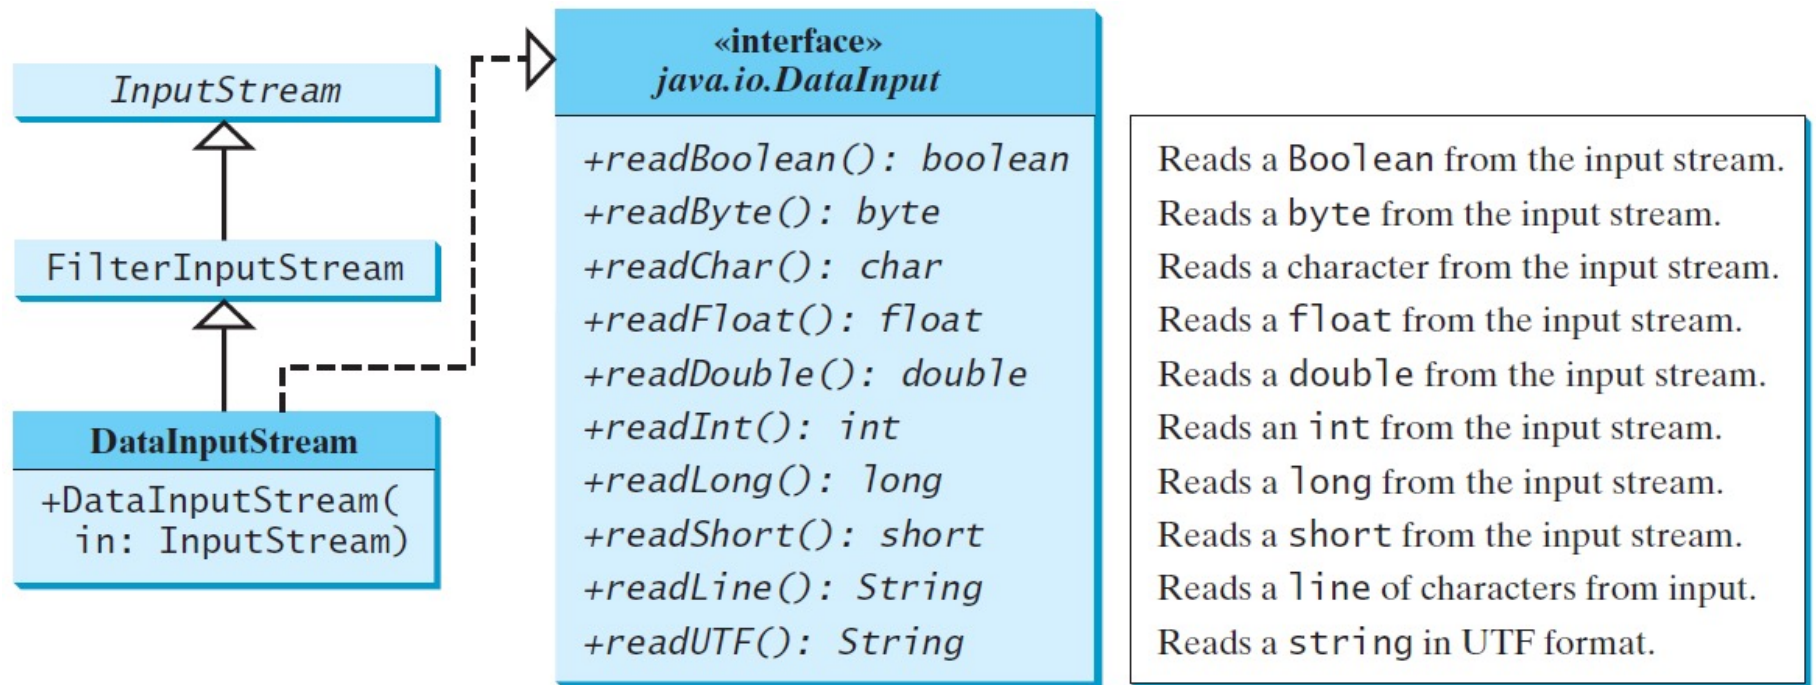 InputStream
FilterInputStream
DataInputStream
+DataInputStream(
in: InputStream)
«interface»
java.io.DataInput
+readBoolean(): boolean
+readByte(): byte
+readChar(): char
+readFloat(): float
+readDouble(): double
+readInt(): int
+readLong(): long
+readShort(): short
+readLine(): String
+readUTF(): String
Reads a Boolean from the input stream.
Reads a byte from the input stream.
Reads a character from the input stream.
Reads a float from the input stream.
Reads a double from the input stream.
Reads an int from the input stream.
Reads a long from the input stream.
Reads a short from the input stream.
Reads a line of characters from input.
Reads a string in UTF format.